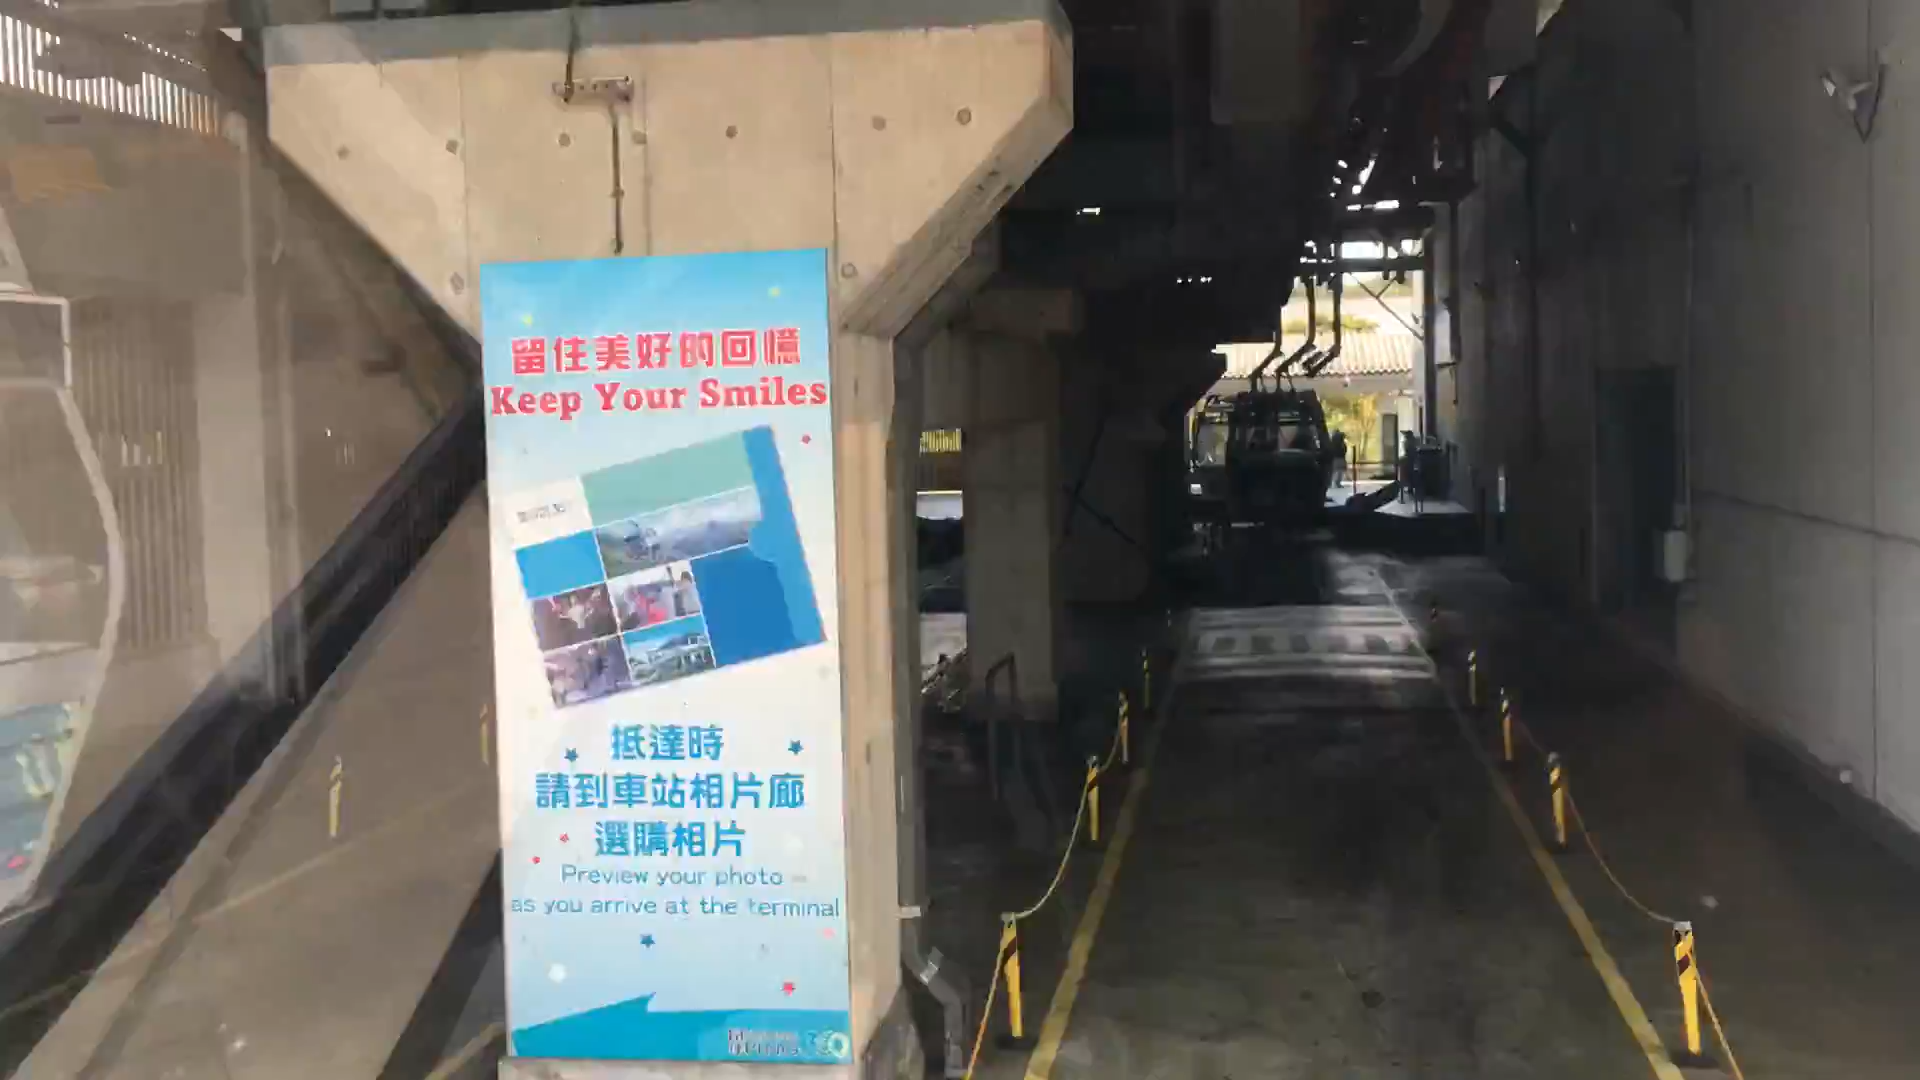 留住美好的回憶
Keep Your Smiles
抵達時
請到車站相片廊
選購相片
Preview your photo
as you arrive at the terminal